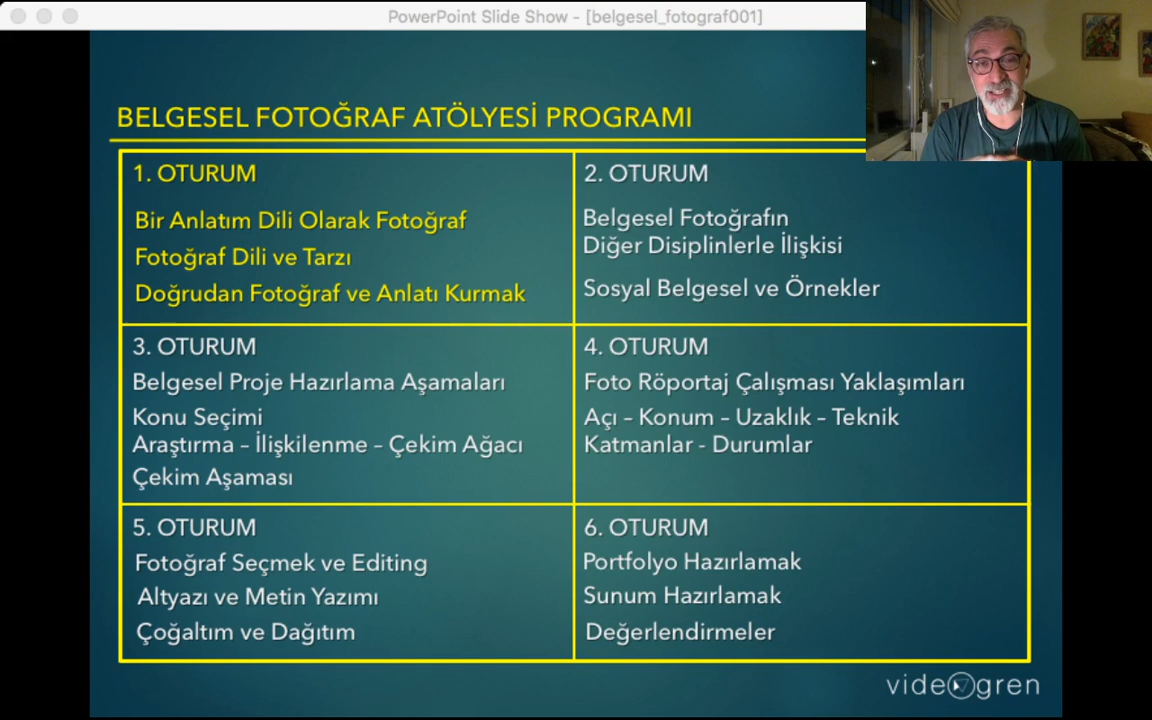 PowerPoint Slide Show - [belgesel_fotograf001]
BELGESEL FOTOĞRAF ATÖLYESİ PROGRAMI
1. OTURUM
Bir Anlatım Dili Olarak Fotoğraf
Fotoğraf Dili ve Tarzı
Doğrudan Fotoğraf ve Anlatı Kurmak
2. OTURUM
Belgesel Fotoğrafın
Diğer Disiplinlerle İlişkisi
Sosyal Belgesel ve Örnekler
3. OTURUM
Belgesel Proje Hazırlama Aşamaları
Konu Seçimi
Araştırma – İlişkilenme – Çekim Ağacı
Çekim Aşaması
4. OTURUM
Foto Röportaj Çalışması Yaklaşımları
Açı – Konum – Uzaklık – Teknik
Katmanlar - Durumlar
5. OTURUM
Fotoğraf Seçmek ve Editing
Altyazı ve Metin Yazımı
Çoğaltım ve Dağıtım
6. OTURUM
Portfolyo Hazırlamak
Sunum Hazırlamak
Değerlendirmeler
videogren